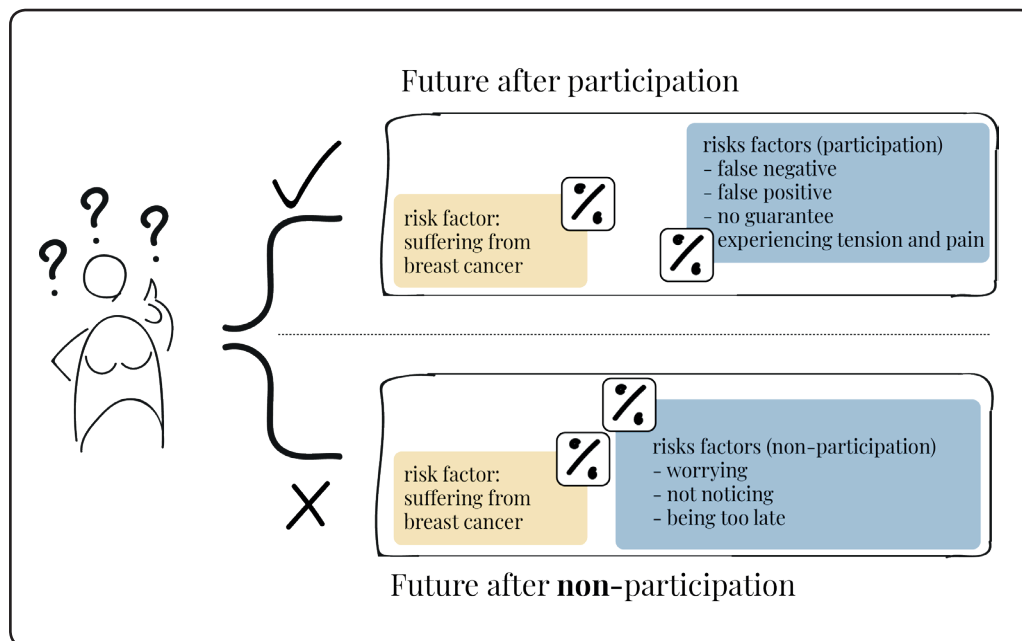 Future after participation
risk factor:
suffering from
breast cancer
%
risks factors (participation)
- false negative
- false positive
- no guarantee
experiencing tension and pain
%
?
?
?
%
%
risk factor:
suffering from
breast cancer
risks factors (non-participation)
- worrying
- not noticing
- being too late
Future after non-participation